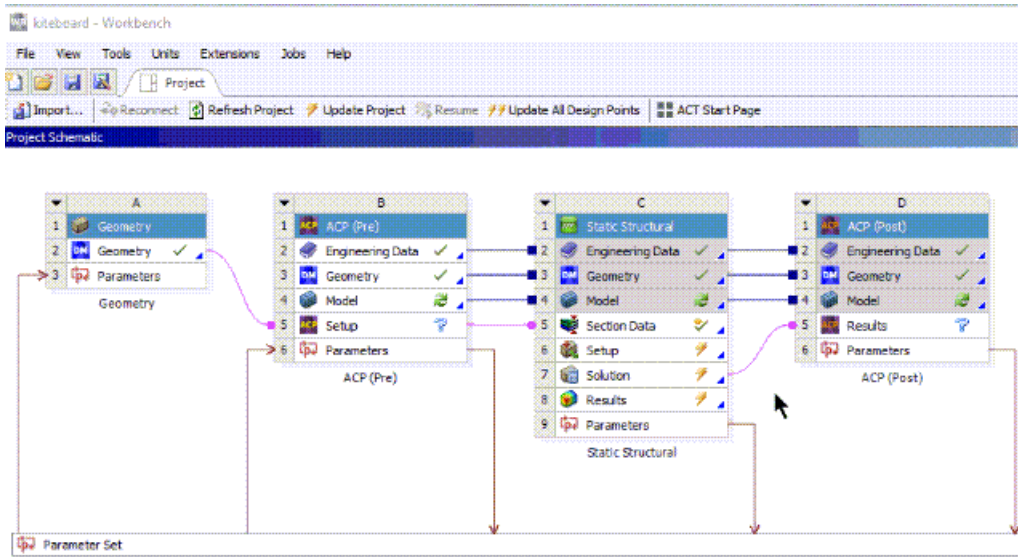 kiteboard - Workbench
File View Tools Units Extensions Jobs Help
Project
Import... Reconnect Refresh Project Update Project Resume Update All Design Points ACT Start Page
Project Schematic
A
1 Geometry
2 DM Geometry
3 Parameters
Geometry
B
1 ACP (Pre)
2 Engineering Data
3 DM Geometry
4 Model
5 Setup
6 Parameters
ACP (Pre)
C
1 Static Structural
2 Engineering Data
3 DM Geometry
4 Model
5 Section Data
6 Setup
7 Solution
8 Results
9 Parameters
Static Structural
D
1 ACP (Post)
2 Engineering Data
3 DM Geometry
4 Model
5 Results
6 Parameters
ACP (Post)
Parameter Set